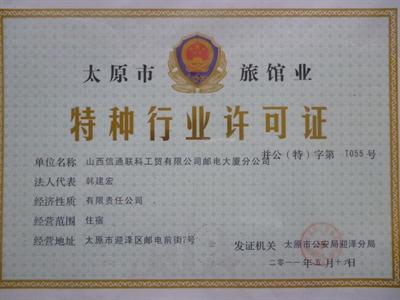 太原市 旅馆业
特种行业许可证
并公(特)字第 T055 号
单位名称 山西信通联科工贸有限公司邮电大厦分公司
法人代表 韩建宏
经济性质 有限责任公司
经营范围 住宿
经营地址 太原市迎泽区邮电前街7号
发证机关 太原市公安局迎泽分局
二〇一一年五月十六日